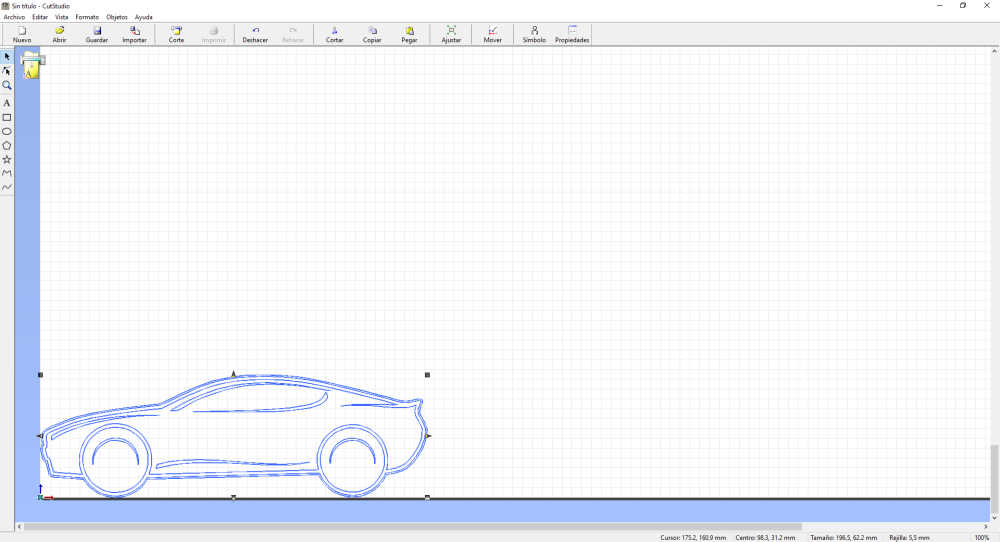 Sin título - CutStudio
Archivo Editar Vista Formato Objetos Ayuda
Nuevo Abrir Guardar Importar Corte Imprimir Deshacer Rehacer Cortar Copiar Pegar Ajustar Mover Símbolo Propiedades
A
A
Cursor: 175.2, 160.9 mm Centro: 98.3, 31.2 mm Tamaño: 196.5, 62.2 mm Rejilla: 5,5 mm 100%